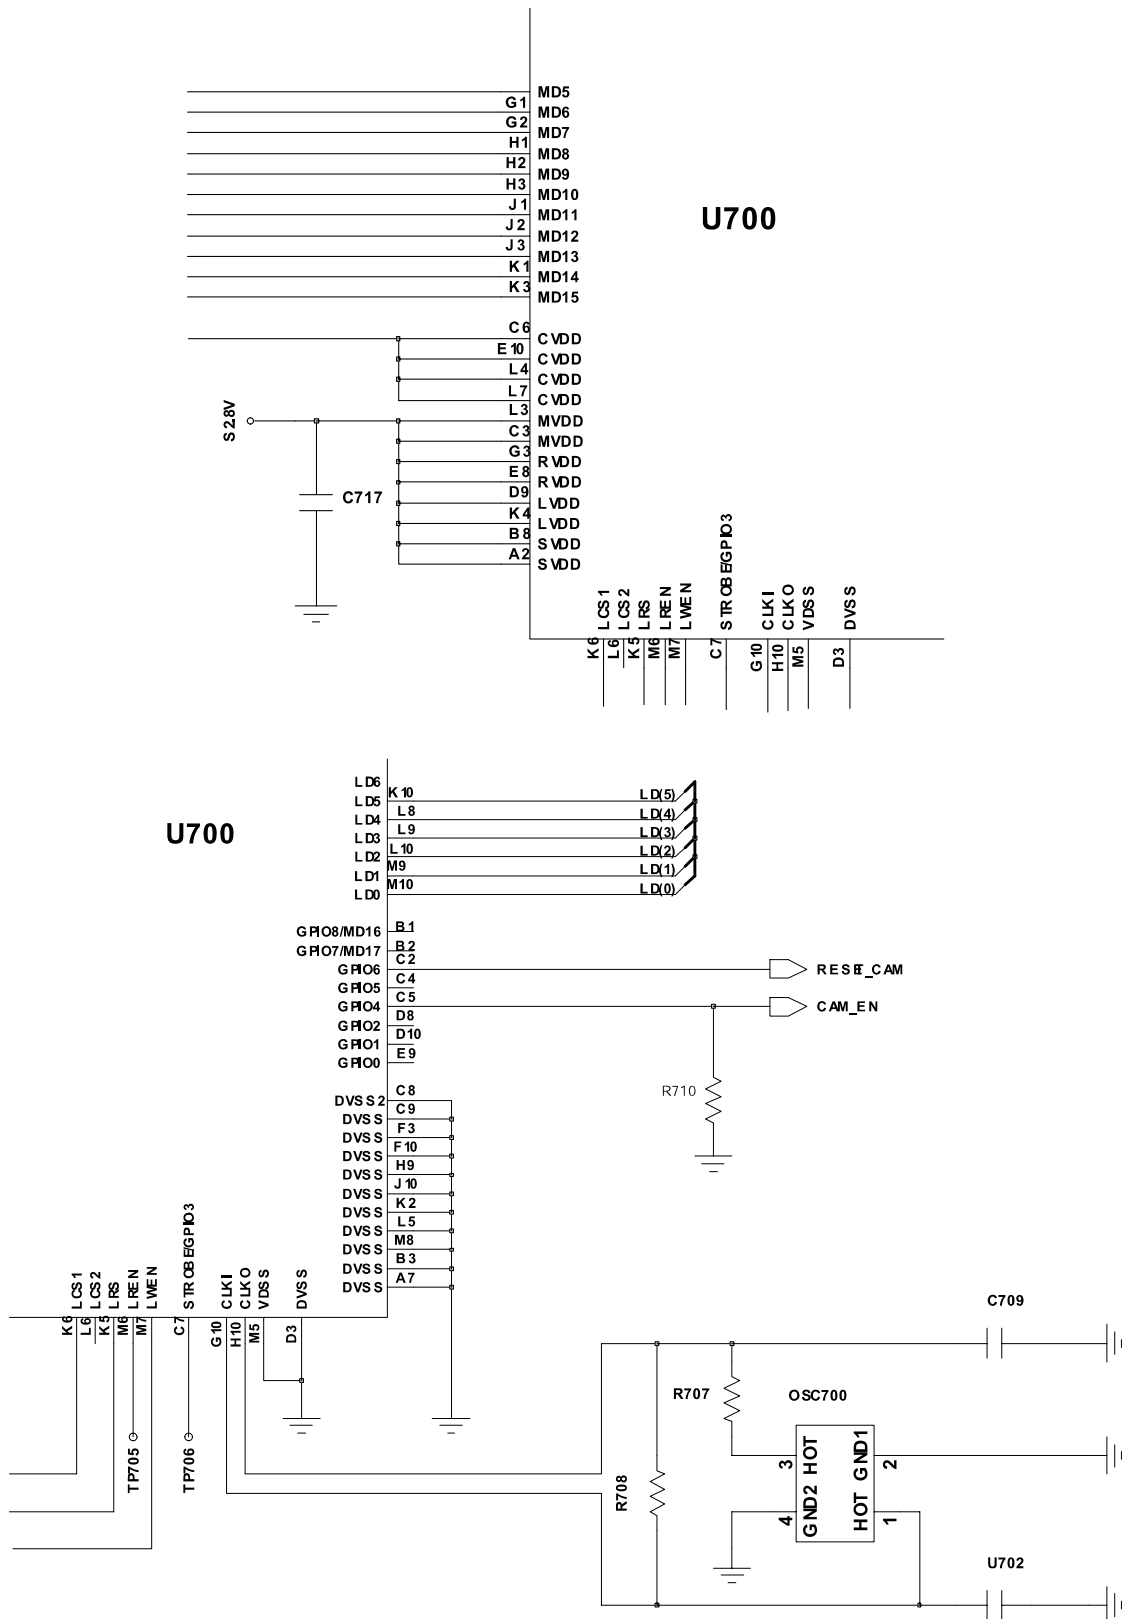 MD5
G1
MD6
G2
MD7
H1
MD8
H2
MD9
H3
MD10
J1
MD11
J2
MD12
J3
MD13
K1
MD14
K3
MD15
U700
C6
CVDD
E10
CVDD
L4
CVDD
L7
CVDD
L3
MVDD
C3
MVDD
G3
RVDD
E8
RVDD
D9
LVDD
K4
LVDD
B8
SVDD
A2
SVDD
S2.8V
C717
LCS1
LCS2
LRS
LREN
LWEN
STROBE/GPIO3
CLKI
CLKO
VDSS
DVSS
K6
L6
K5
M6
M7
C7
G10
H10
M5
D3
U700
LD6
K10
LD5
LD(5)
L8
LD4
LD(4)
L9
LD3
LD(3)
L10
LD2
LD(2)
M9
LD1
LD(1)
M10
LD0
LD(0)
GPIO8/MD16
B1
GPIO7/MD17
B2
C2
GPIO6
RESET_CAM
C4
GPIO5
C5
GPIO4
CAM_EN
D8
GPIO2
D10
GPIO1
E9
GPIO0
R710
C8
DVSS2
C9
DVSS
F3
DVSS
F10
DVSS
H9
DVSS
J10
DVSS
K2
DVSS
L5
DVSS
M8
DVSS
B3
DVSS
A7
DVSS
LCS1
LCS2
LRS
LREN
LWEN
STROBE/GPIO3
CLKI
CLKO
VDSS
DVSS
K6
L6
K5
M6
M7
C7
G10
H10
M5
D3
TP705
TP706
C709
R707
OSC700
R708
3
HOT
GND1
2
4
GND2
HOT
1
U702